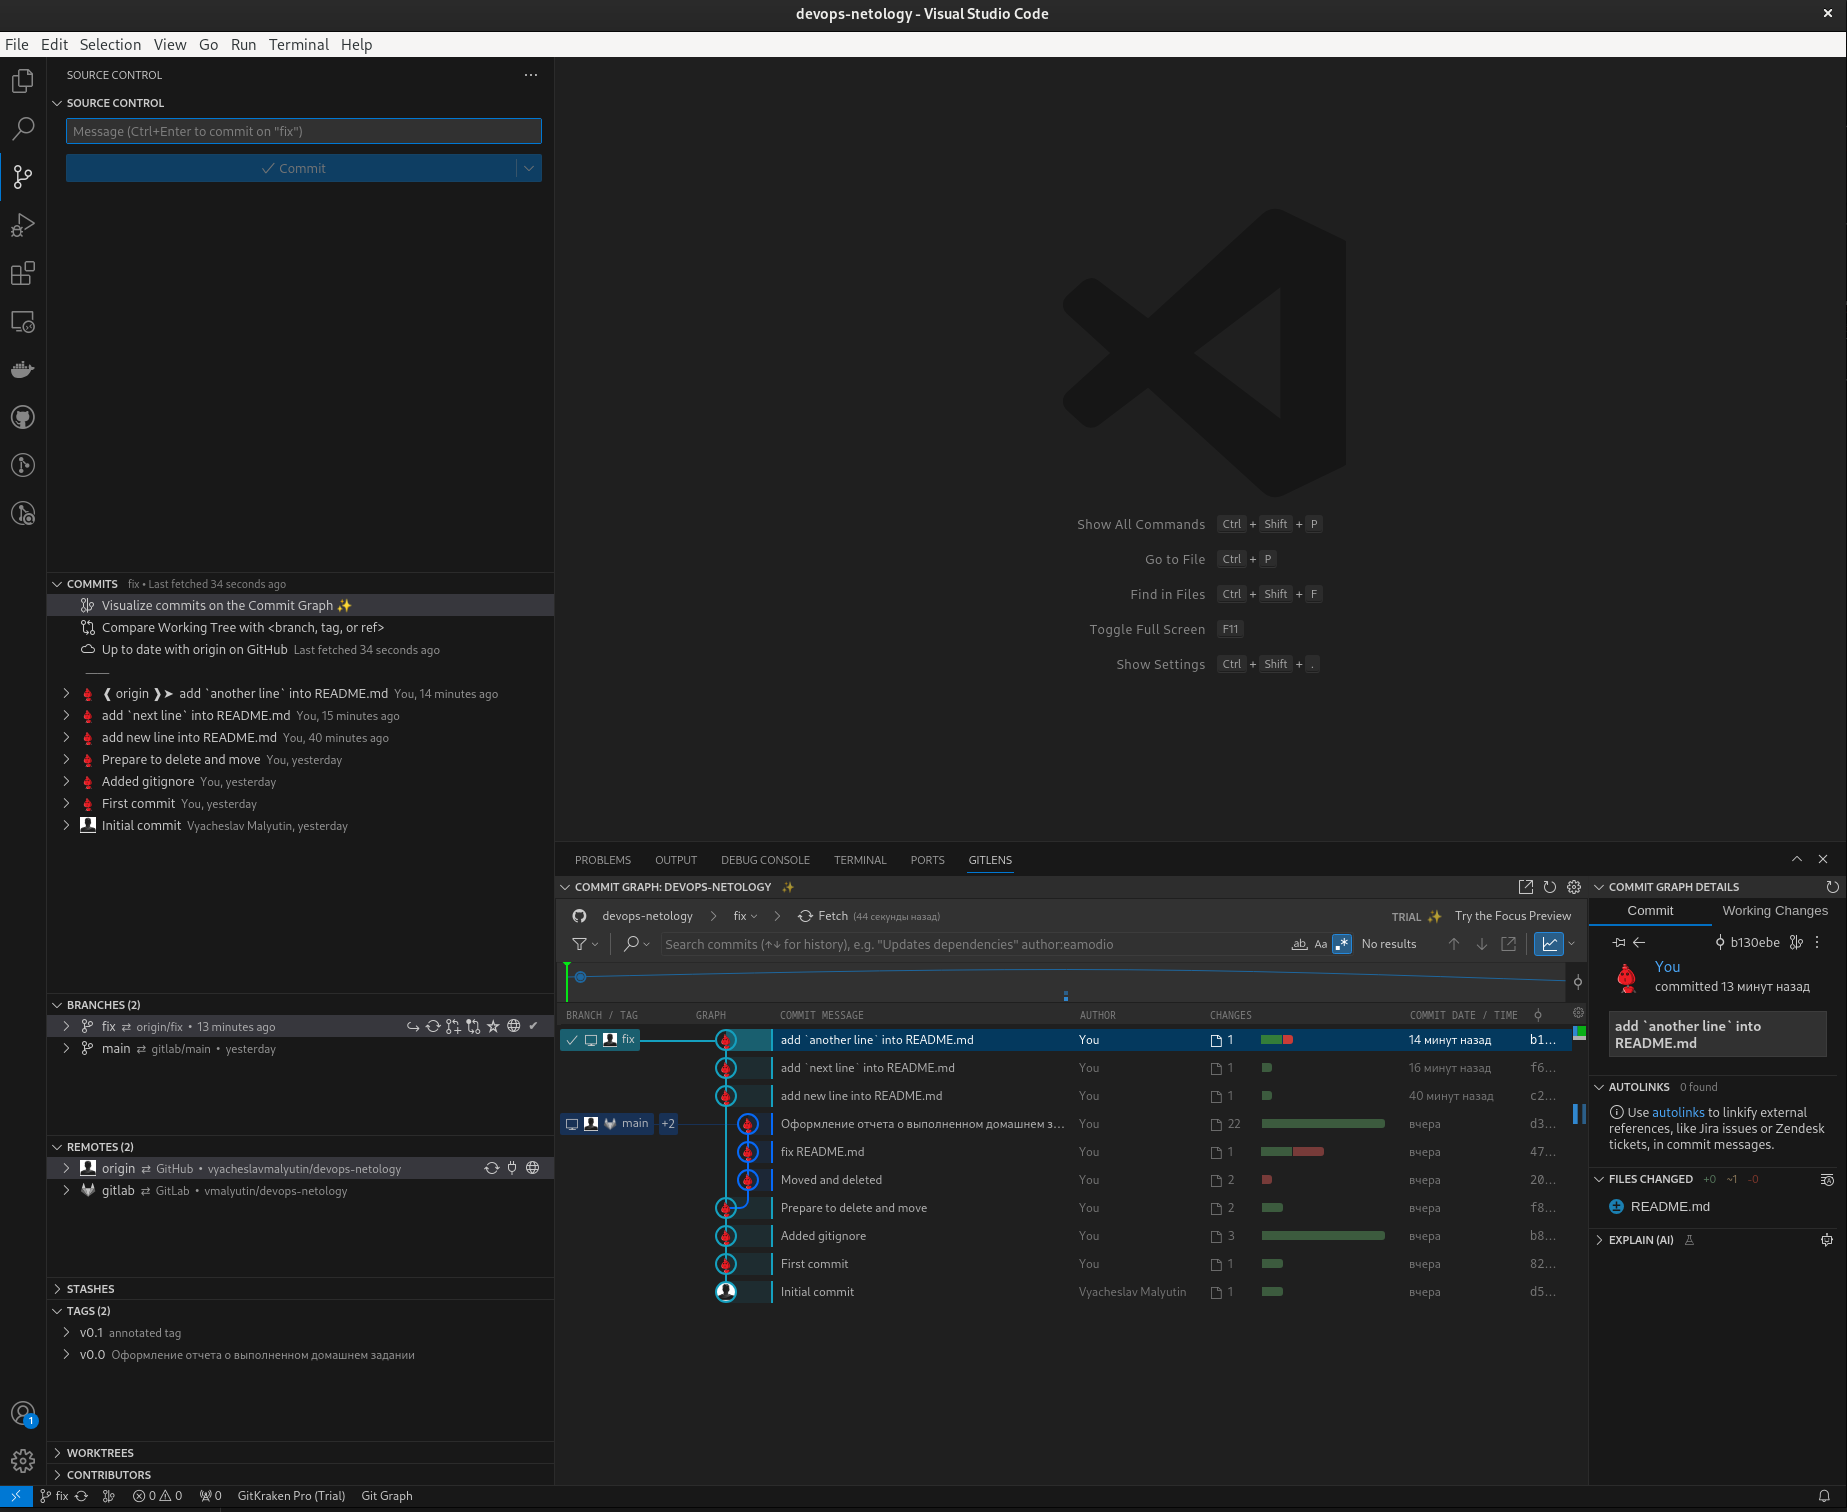 devops-netology - Visual Studio Code
File Edit Selection View Go Run Terminal Help
SOURCE CONTROL
SOURCE CONTROL
Message (Ctrl+Enter to commit on "fix")
Commit
Show All Commands Ctrl + Shift + P
Go to File Ctrl + P
Find in Files Ctrl + Shift + F
Toggle Full Screen F11
Show Settings Ctrl + Shift + .
COMMITS fix • Last fetched 34 seconds ago
Visualize commits on the Commit Graph ✨
Compare Working Tree with <branch, tag, or ref>
Up to date with origin on GitHub Last fetched 34 seconds ago
❰ origin ❱➤ add `another line` into README.md You, 14 minutes ago
add `next line` into README.md You, 15 minutes ago
add new line into README.md You, 40 minutes ago
Prepare to delete and move You, yesterday
Added gitignore You, yesterday
First commit You, yesterday
Initial commit Vyacheslav Malyutin, yesterday
BRANCHES (2)
fix ⇄ origin/fix • 13 minutes ago
main ⇄ gitlab/main • yesterday
REMOTES (2)
origin ⇄ GitHub • vyacheslavmalyutin/devops-netology
gitlab ⇄ GitLab • vmalyutin/devops-netology
STASHES
TAGS (2)
v0.1 annotated tag
v0.0 Оформление отчета о выполненном домашнем задании
WORKTREES
CONTRIBUTORS
1
PROBLEMS OUTPUT DEBUG CONSOLE TERMINAL PORTS GITLENS
COMMIT GRAPH: DEVOPS-NETOLOGY ✨
devops-netology > fix > Fetch (44 секунды назад) TRIAL ✨ Try the Focus Preview
Search commits (↑↓ for history), e.g. "Updates dependencies" author:eamodio ab Aa .* No results
BRANCH / TAG GRAPH COMMIT MESSAGE AUTHOR CHANGES COMMIT DATE / TIME
fix add `another line` into README.md You 1 14 минут назад b1...
add `next line` into README.md You 1 16 минут назад f6...
add new line into README.md You 1 40 минут назад c2...
main +2 Оформление отчета о выполненном домашнем з... You 22 вчера d3...
fix README.md You 1 вчера 47...
Moved and deleted You 2 вчера 20...
Prepare to delete and move You 2 вчера f8...
Added gitignore You 3 вчера b8...
First commit You 1 вчера 82...
Initial commit Vyacheslav Malyutin 1 вчера d5...
COMMIT GRAPH DETAILS
Commit Working Changes
b130ebe
You
committed 13 минут назад
add `another line` into
README.md
AUTOLINKS 0 found
Use autolinks to linkify external
references, like Jira issues or Zendesk
tickets, in commit messages.
FILES CHANGED +0 ~1 -0
README.md
EXPLAIN (AI)
fix 0 0 0 GitKraken Pro (Trial) Git Graph